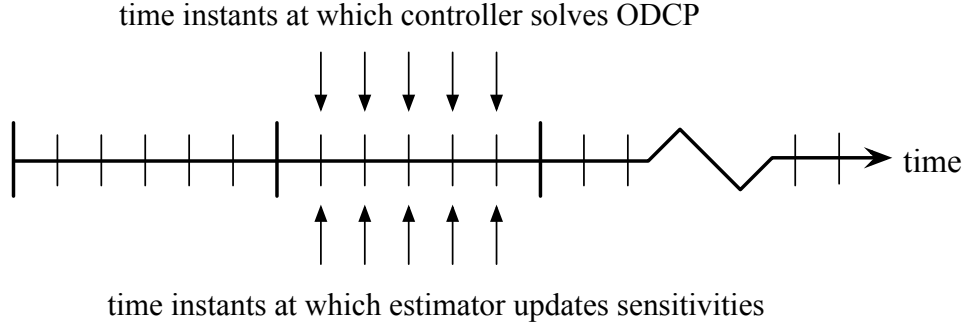 time instants at which controller solves ODCP
time
time instants at which estimator updates sensitivities